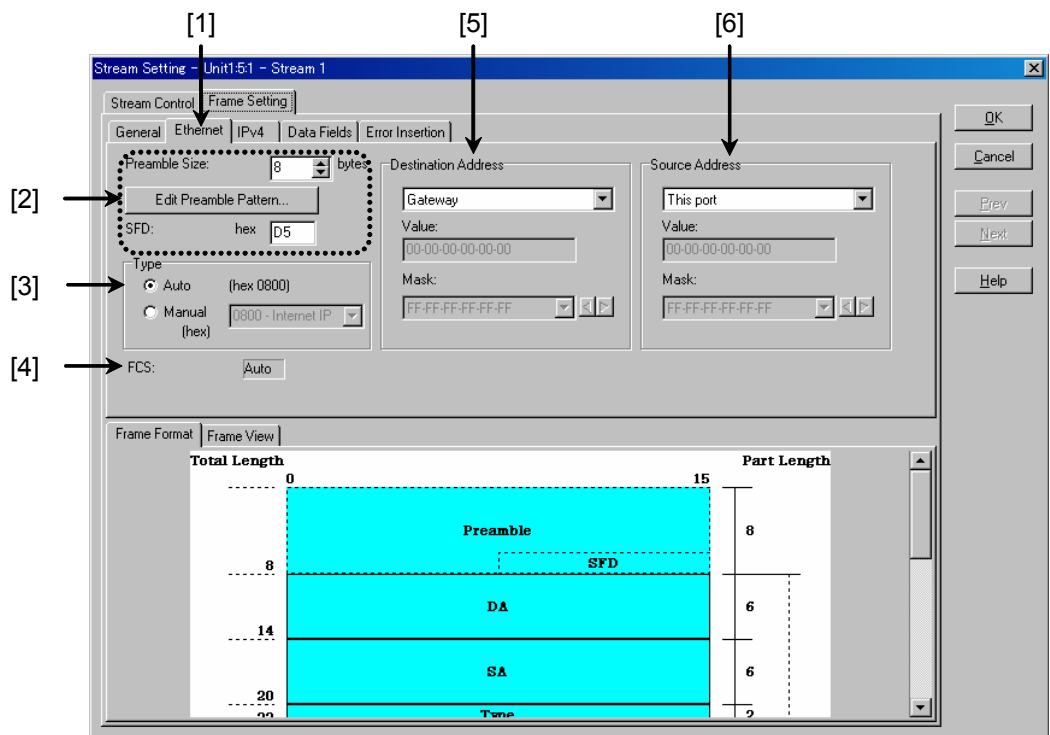 [1]
[5]
[6]
Stream Setting - Unit1:5:1 - Stream 1
Stream Control
Frame Setting
OK
General
Ethernet
IPv4
Data Fields
Error Insertion
Cancel
Preamble Size:
8
bytes
Destination Address
Source Address
[2]
Edit Preamble Pattern...
Gateway
This port
Prev
SFD:
hex
D5
Value:
Value:
Next
00-00-00-00-00-00
00-00-00-00-00-00
Type
[3]
Auto
(hex 0800)
Mask:
Mask:
Help
Manual
(hex)
0800 - Internet IP
FF-FF-FF-FF-FF-FF
FF-FF-FF-FF-FF-FF
[4]
FCS:
Auto
Frame Format
Frame View
Total Length
Part Length
0
15
Preamble
8
SFD
8
DA
6
14
SA
6
20
Type
2
22